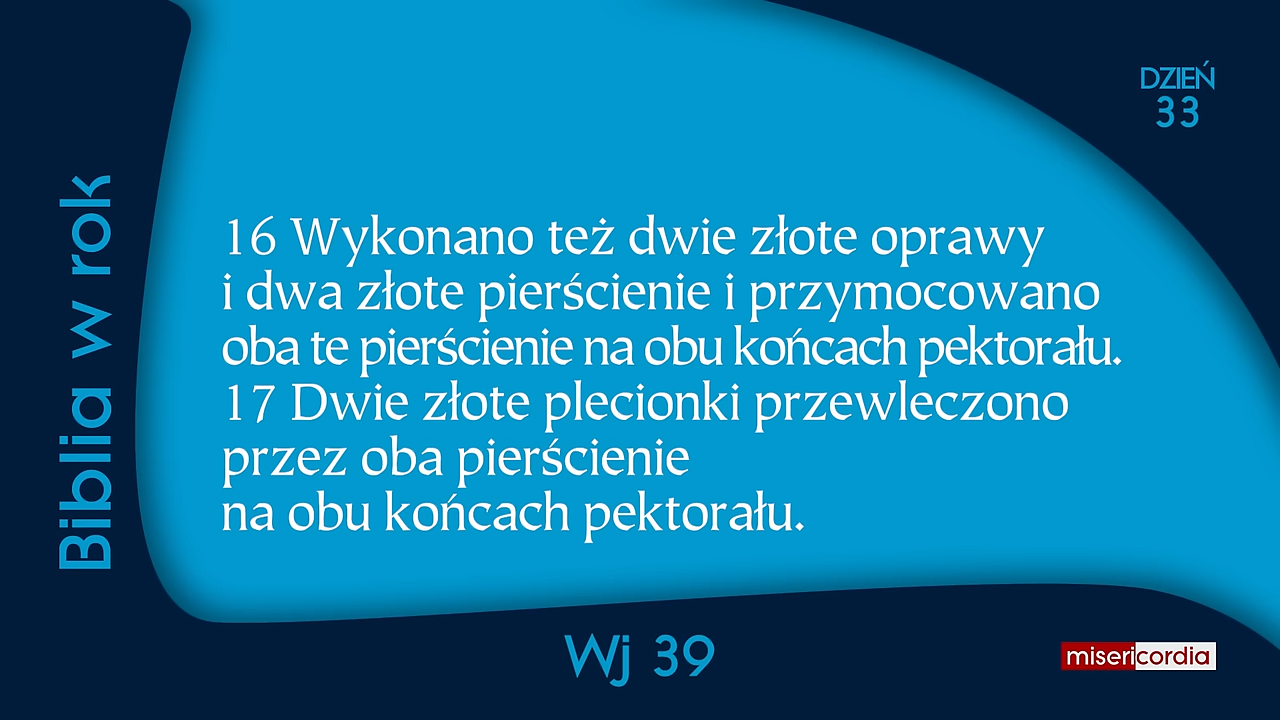 DZIEŃ
33
Biblia w rok
16 Wykonano też dwie złote oprawy
i dwa złote pierścienie i przymocowano
oba te pierścienie na obu końcach pektorału.
17 Dwie złote plecionki przewleczono
przez oba pierścienie
na obu końcach pektorału.
Wj 39
misericordia